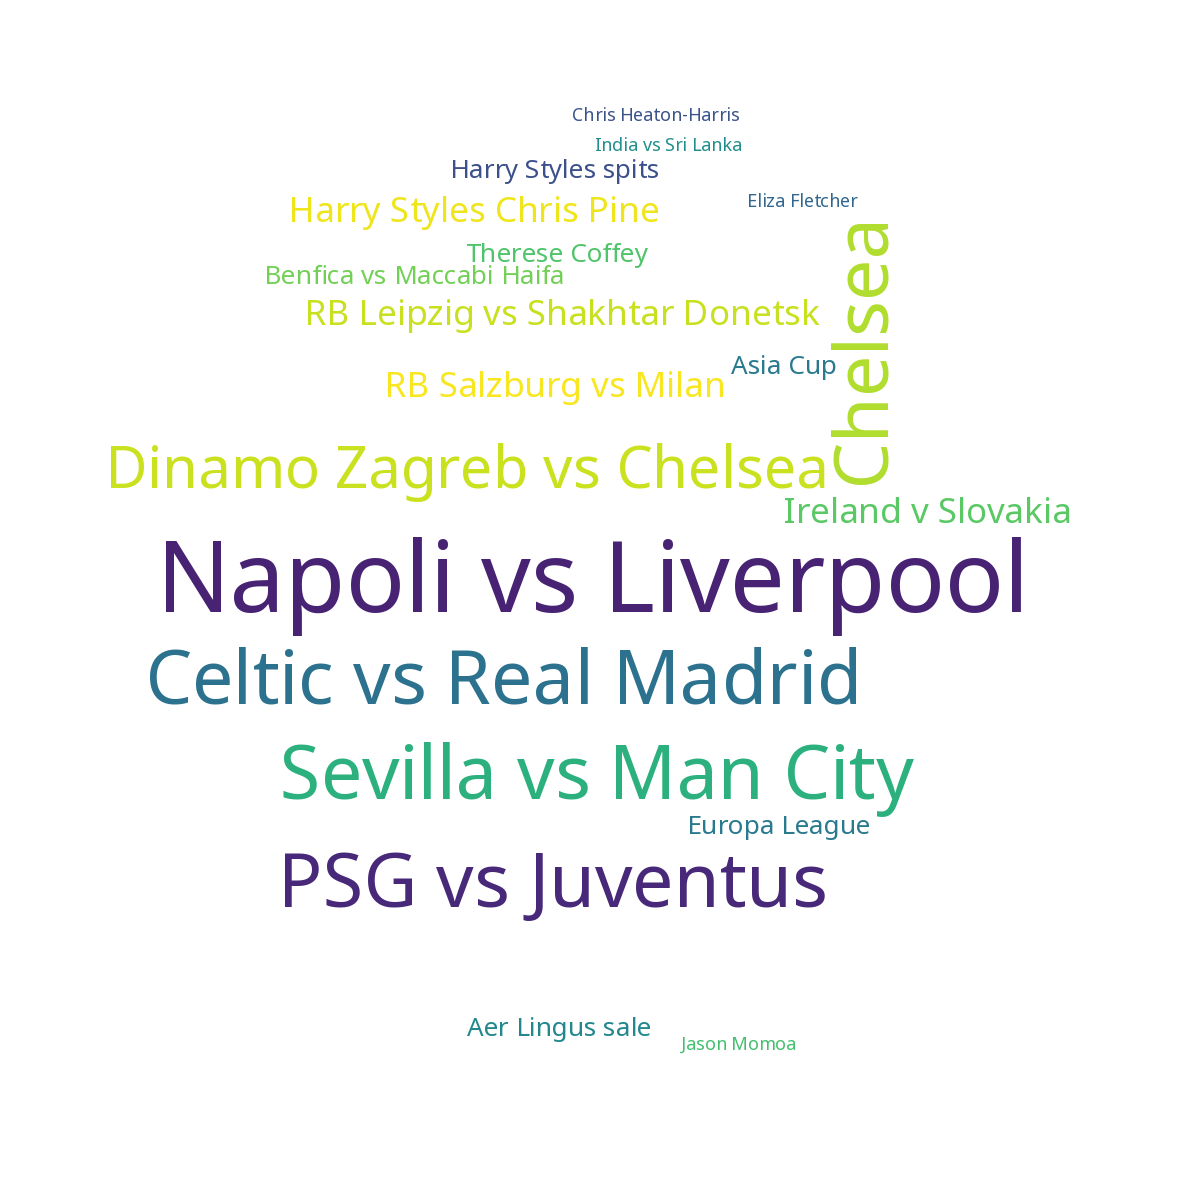 Chris Heaton-Harris
India vs Sri Lanka
Harry Styles spits
Eliza Fletcher
Harry Styles Chris Pine
Therese Coffey
Benfica vs Maccabi Haifa
RB Leipzig vs Shakhtar Donetsk
Chelsea
Asia Cup
RB Salzburg vs Milan
Dinamo Zagreb vs Chelsea
Ireland v Slovakia
Napoli vs Liverpool
Celtic vs Real Madrid
Sevilla vs Man City
Europa League
PSG vs Juventus
Aer Lingus sale
Jason Momoa